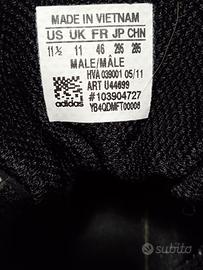 MADE IN VIETNAM
US UK FR JP CHN
11½ 11 46 295 285
MALE/MÂLE
HVA 039001 05/11
ART U44699
#103904727
YB4QDMFT00006
adidas
subito